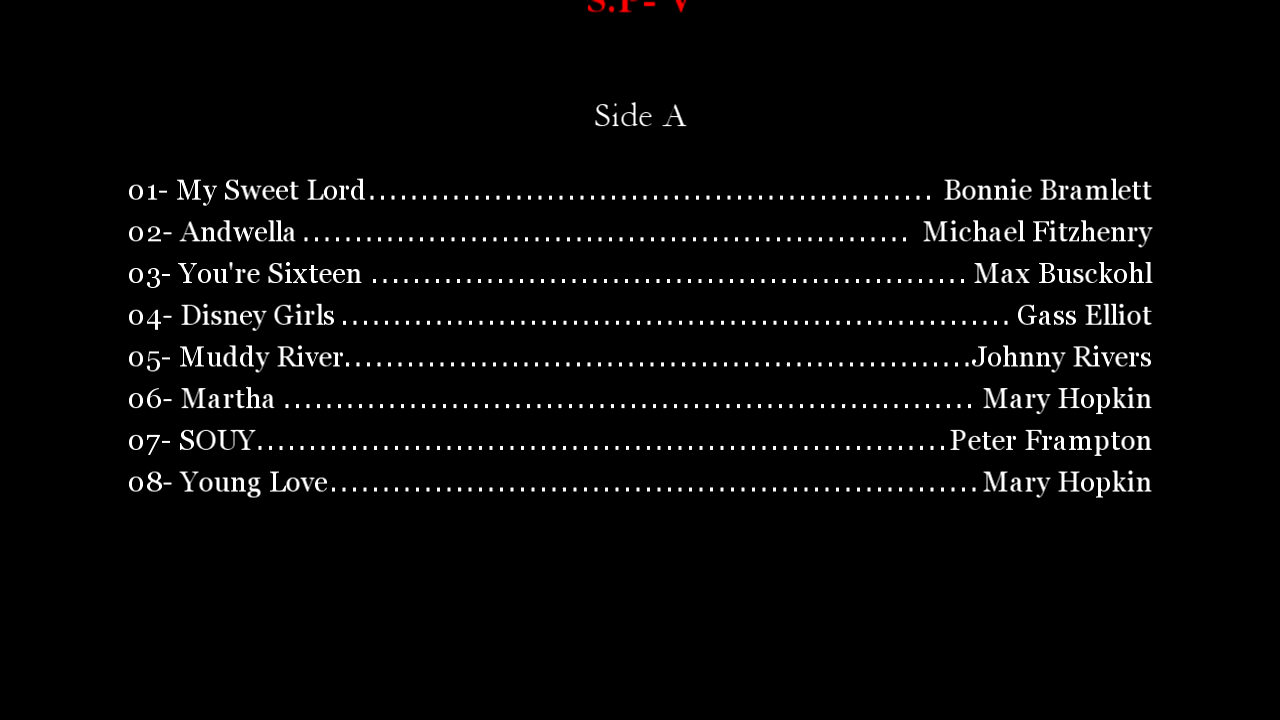 S.P- V
Side A
01- My Sweet Lord...................................................... Bonnie Bramlett
02- Andwella .......................................................... Michael Fitzhenry
03- You're Sixteen ......................................................... Max Busckohl
04- Disney Girls ................................................................ Gass Elliot
05- Muddy River............................................................Johnny Rivers
06- Martha .................................................................. Mary Hopkin
07- SOUY..................................................................Peter Frampton
08- Young Love.............................................................. Mary Hopkin